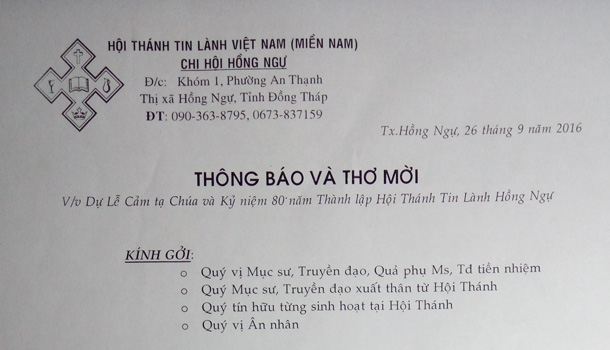 HỘI THÁNH TIN LÀNH VIỆT NAM (MIỀN NAM)
CHI HỘI HỒNG NGỰ
Đ/c: Khóm 1, Phường An Thạnh
Thị xã Hồng Ngự, Tỉnh Đồng Tháp
ĐT: 090-363-8795, 0673-837159
Tx.Hồng Ngự, 26 tháng 9 năm 2016
THÔNG BÁO VÀ THƠ MỜI
V/v Dự Lễ Cảm tạ Chúa và Kỷ niệm 80 năm Thành lập Hội Thánh Tin Lành Hồng Ngự
KÍNH GỞI:
o Quý vị Mục sư, Truyền đạo, Quả phụ Ms, Tđ tiền nhiệm
o Quý Mục sư, Truyền đạo xuất thân từ Hội Thánh
o Quý tín hữu từng sinh hoạt tại Hội Thánh
o Quý vị Ân nhân